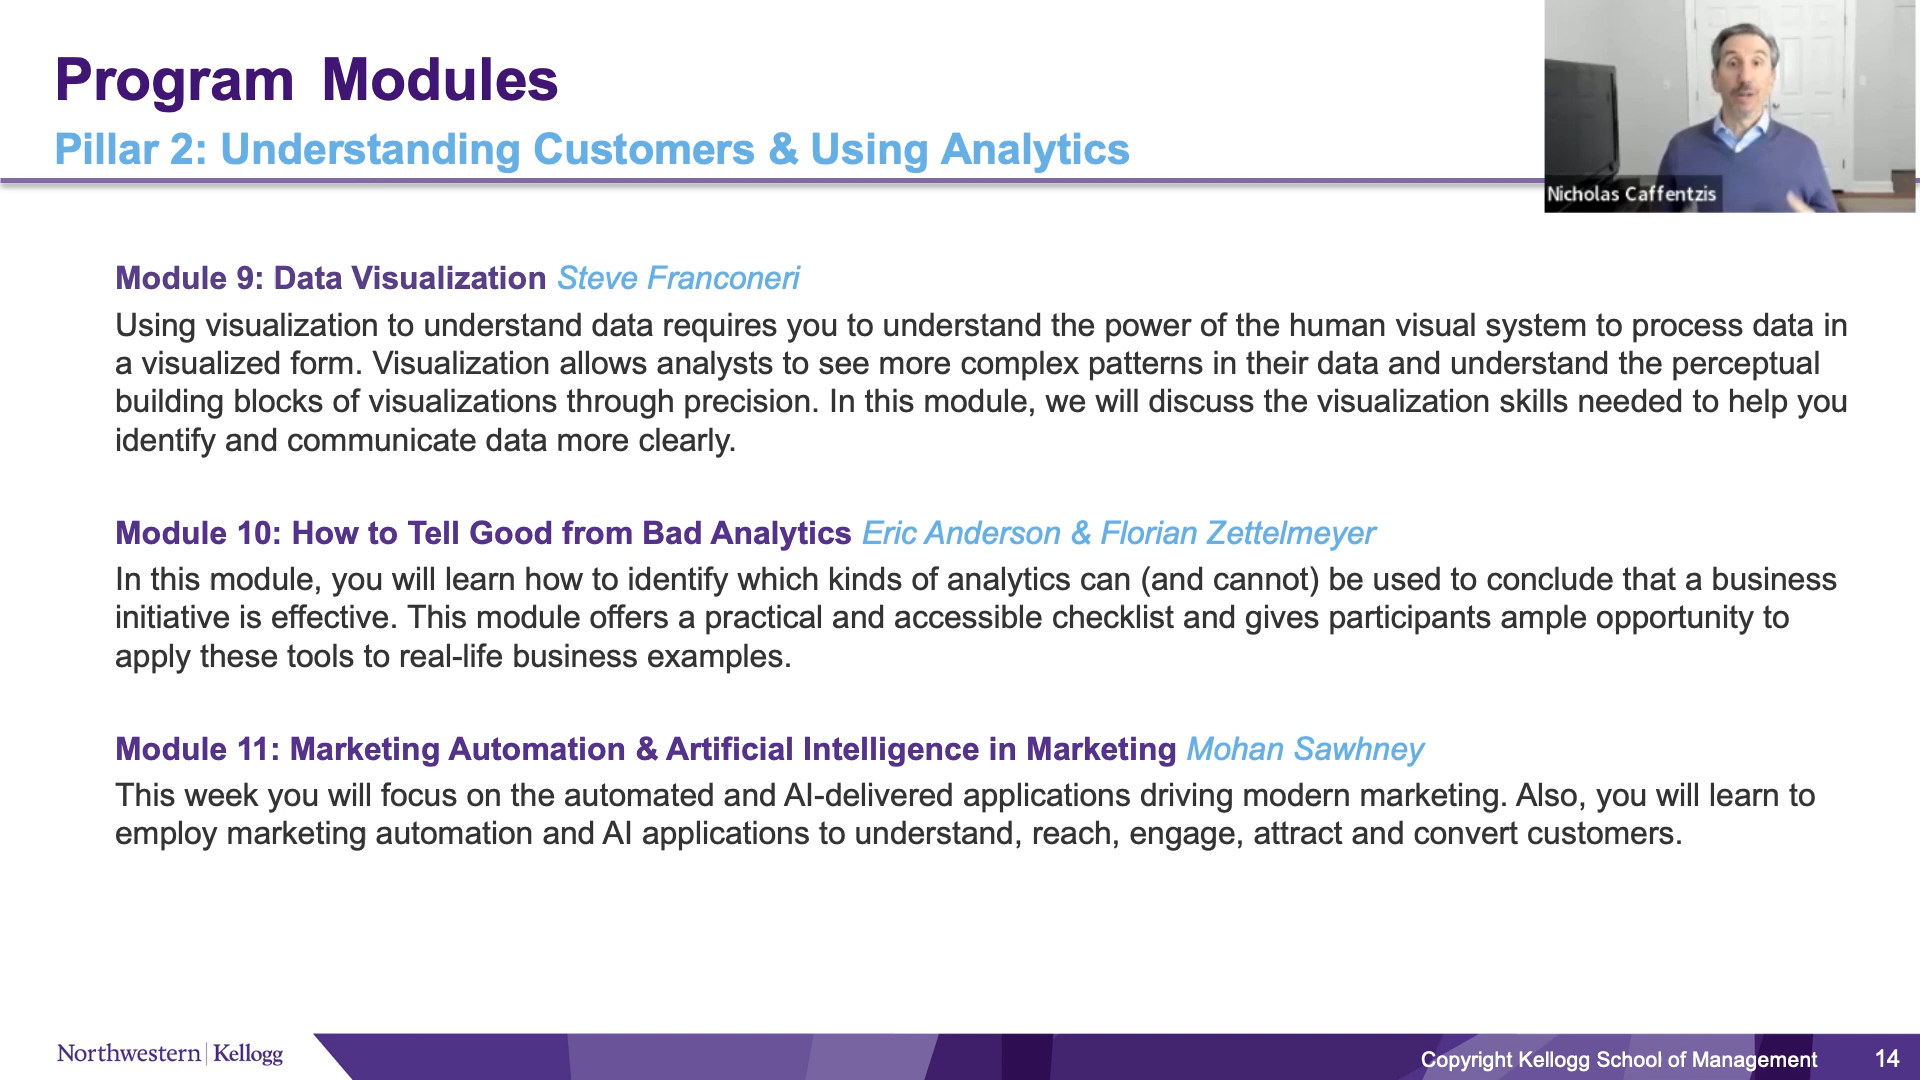 Program Modules
Pillar 2: Understanding Customers & Using Analytics
Nicholas Caffentzis
Module 9: Data Visualization Steve Franconeri
Using visualization to understand data requires you to understand the power of the human visual system to process data in
a visualized form. Visualization allows analysts to see more complex patterns in their data and understand the perceptual
building blocks of visualizations through precision. In this module, we will discuss the visualization skills needed to help you
identify and communicate data more clearly.
Module 10: How to Tell Good from Bad Analytics Eric Anderson & Florian Zettelmeyer
In this module, you will learn how to identify which kinds of analytics can (and cannot) be used to conclude that a business
initiative is effective. This module offers a practical and accessible checklist and gives participants ample opportunity to
apply these tools to real-life business examples.
Module 11: Marketing Automation & Artificial Intelligence in Marketing Mohan Sawhney
This week you will focus on the automated and AI-delivered applications driving modern marketing. Also, you will learn to
employ marketing automation and AI applications to understand, reach, engage, attract and convert customers.
Northwestern | Kellogg
Copyright Kellogg School of Management 14